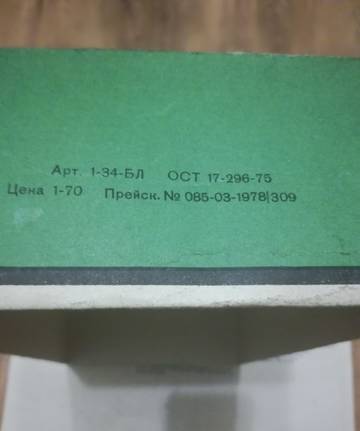 Арт. 1-34-БЛ ОСТ 17-296-75
Цена 1-70 Прейск. № 085-03-1978|309